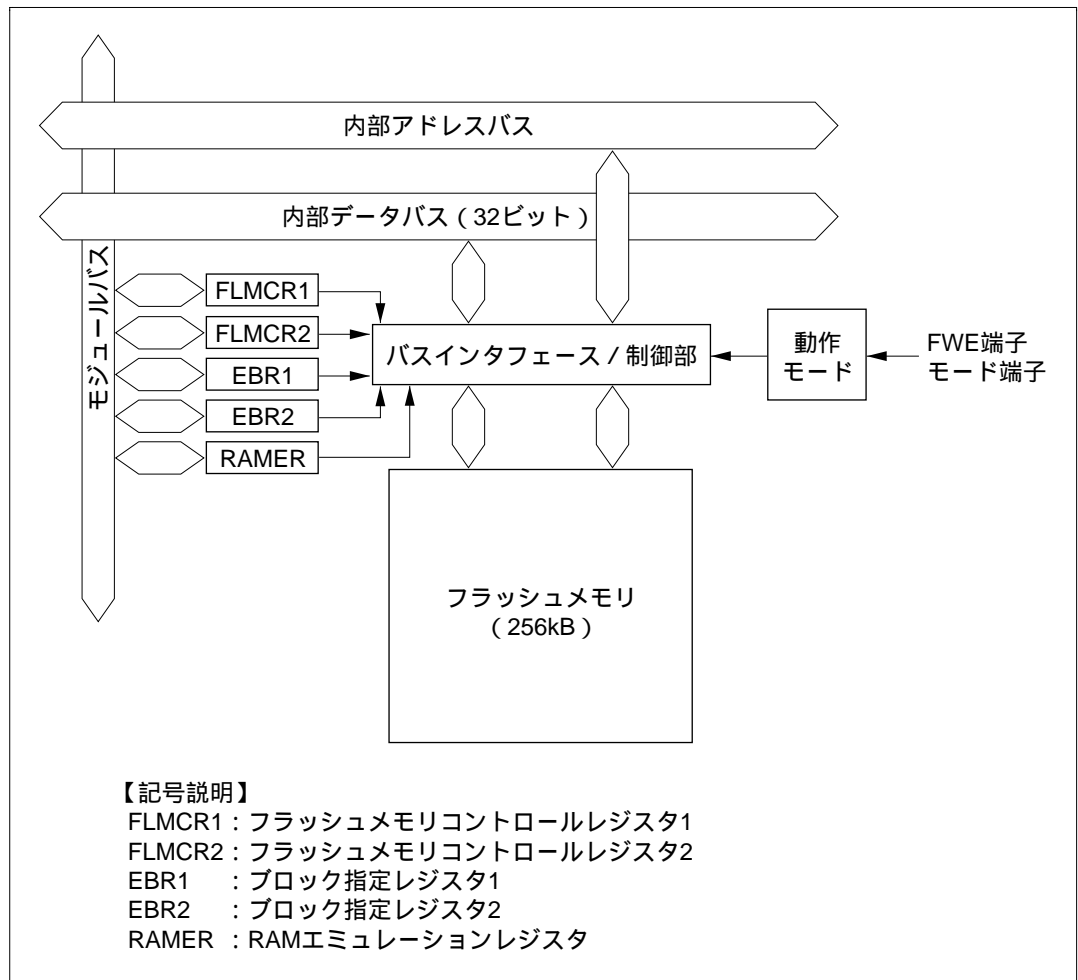 内部アドレスバス
内部データバス（32ビット）
モジュールバス
FLMCR1
FLMCR2
EBR1
EBR2
RAMER
バスインタフェース / 制御部
動作
モード
FWE端子
モード端子
フラッシュメモリ
（256kB）
【記号説明】
FLMCR1：フラッシュメモリコントロールレジスタ1
FLMCR2：フラッシュメモリコントロールレジスタ2
EBR1　：ブロック指定レジスタ1
EBR2　：ブロック指定レジスタ2
RAMER ：RAMエミュレーションレジスタ